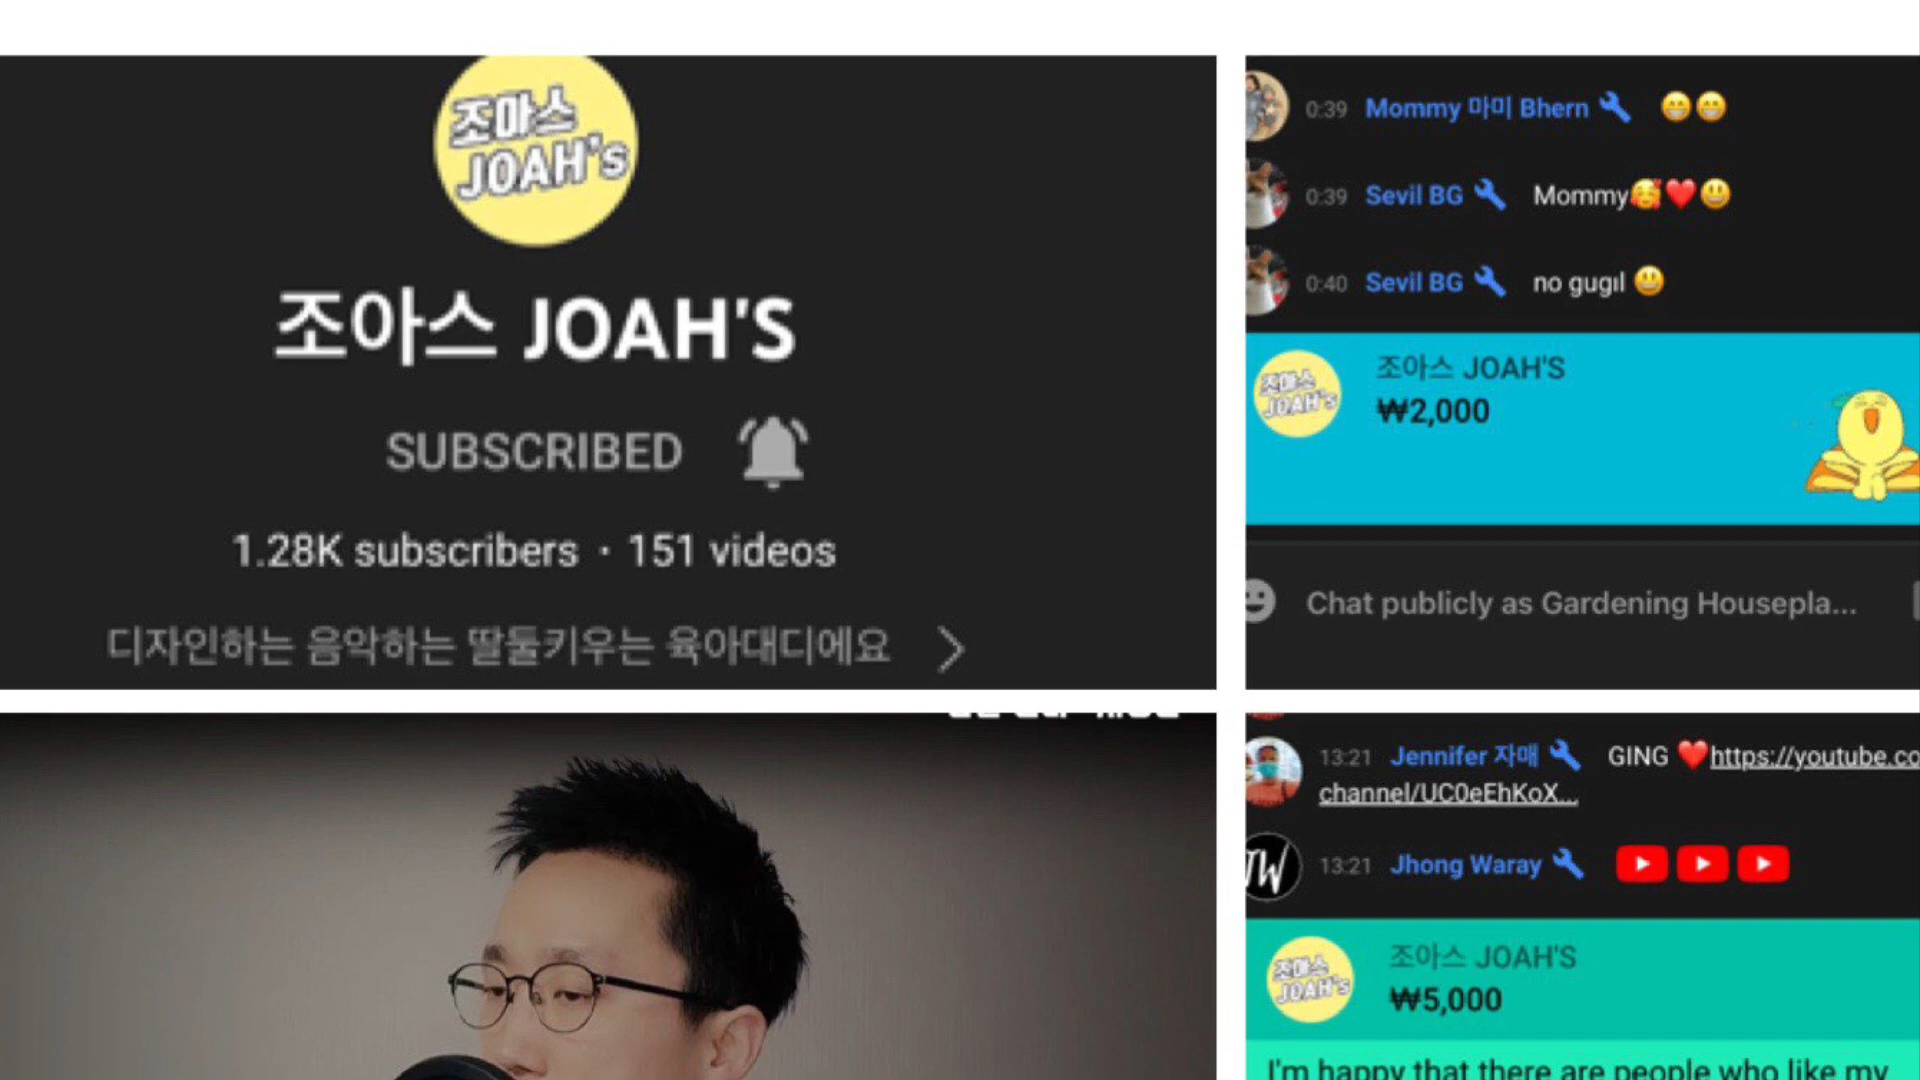 조아스
JOAH's
조아스 JOAH'S
SUBSCRIBED
1.28K subscribers · 151 videos
디자인하는 음악하는 딸둘키우는 육아대디에요
0:39 Mommy 마미 Bhern 😁😁
0:39 Sevil BG Mommy🥰❤️😃
0:40 Sevil BG no gugıl 😃
조아스
JOAH's
조아스 JOAH'S
₩2,000
Chat publicly as Gardening Housepla...
13:21 Jennifer 자매 GING ❤️https://youtube.co
channel/UC0eEhKoX...
JW
13:21 Jhong Waray
조아스
JOAH's
조아스 JOAH'S
₩5,000
I'm happy that there are people who like my